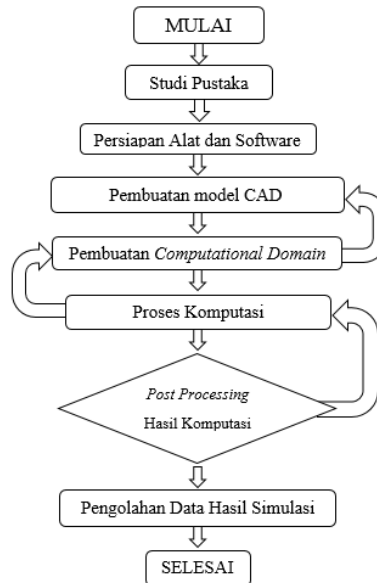 MULAI
Studi Pustaka
Persiapan Alat dan Software
Pembuatan model CAD
Pembuatan Computational Domain
Proses Komputasi
Post Processing
Hasil Komputasi
Pengolahan Data Hasil Simulasi
SELESAI